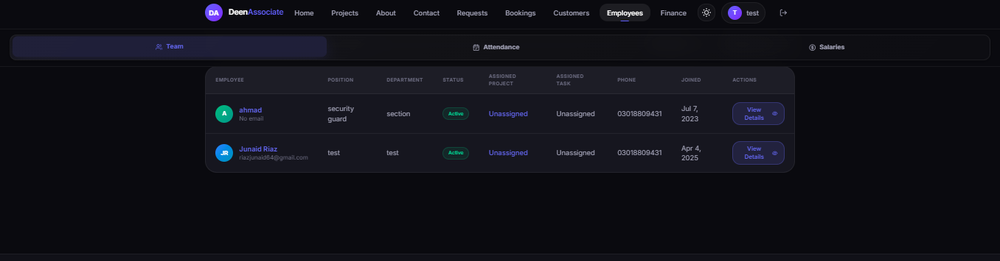 DA DeenAssociate Home Projects About Contact Requests Bookings Customers Employees Finance T test
Team Attendance Salaries
EMPLOYEE POSITION DEPARTMENT STATUS ASSIGNED PROJECT ASSIGNED TASK PHONE JOINED ACTIONS
A ahmad No email security guard section Active Unassigned Unassigned 03018809431 Jul 7, 2023 View Details
JR Junaid Riaz riazjunaid64@gmail.com test test Active Unassigned Unassigned 03018809431 Apr 4, 2025 View Details